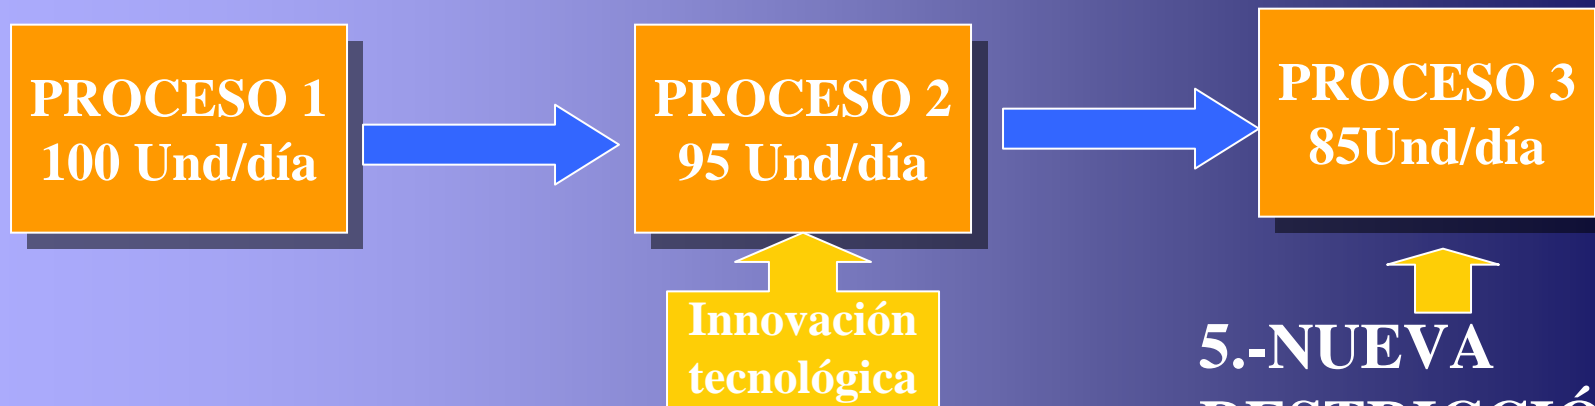 PROCESO 1
100 Und/día
PROCESO 2
95 Und/día
PROCESO 3
85Und/día
Innovación
tecnológica
5.-NUEVA